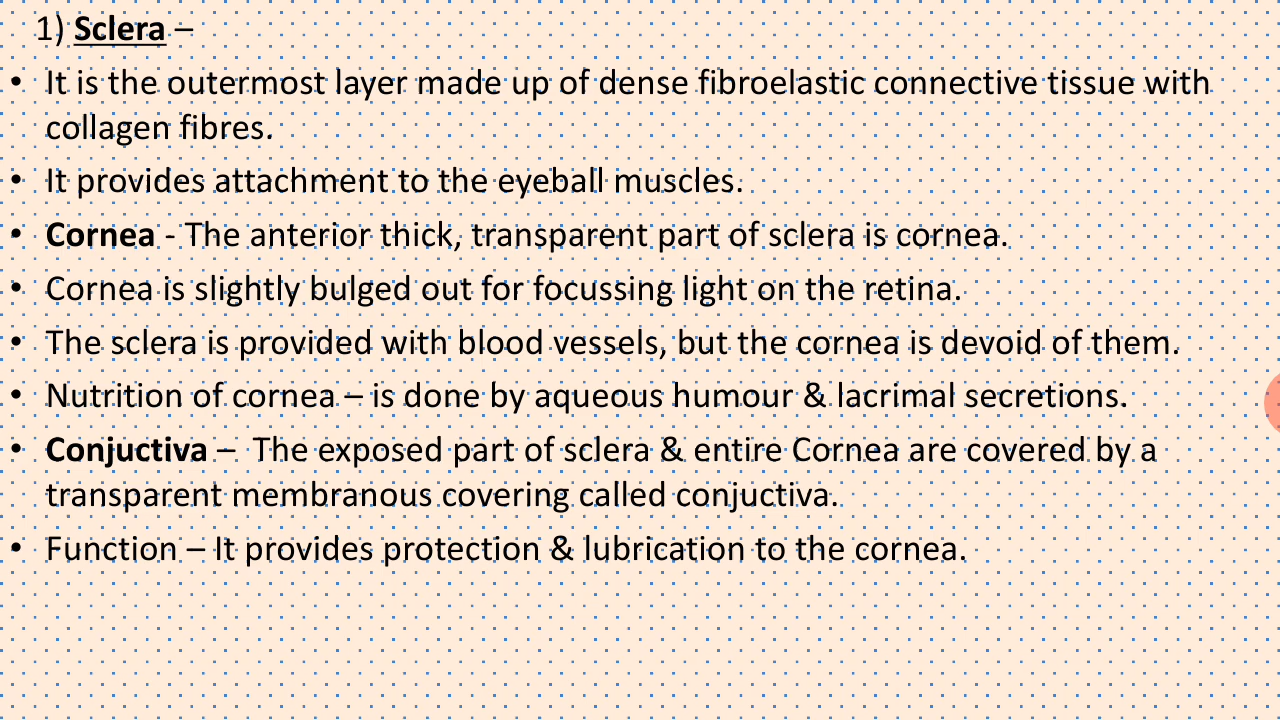 1) Sclera –
• It is the outermost layer made up of dense fibroelastic connective tissue with
collagen fibres.
• It provides attachment to the eyeball muscles.
• Cornea - The anterior thick, transparent part of sclera is cornea.
• Cornea is slightly bulged out for focussing light on the retina.
• The sclera is provided with blood vessels, but the cornea is devoid of them.
• Nutrition of cornea – is done by aqueous humour & lacrimal secretions.
• Conjuctiva – The exposed part of sclera & entire Cornea are covered by a
transparent membranous covering called conjuctiva.
• Function – It provides protection & lubrication to the cornea.